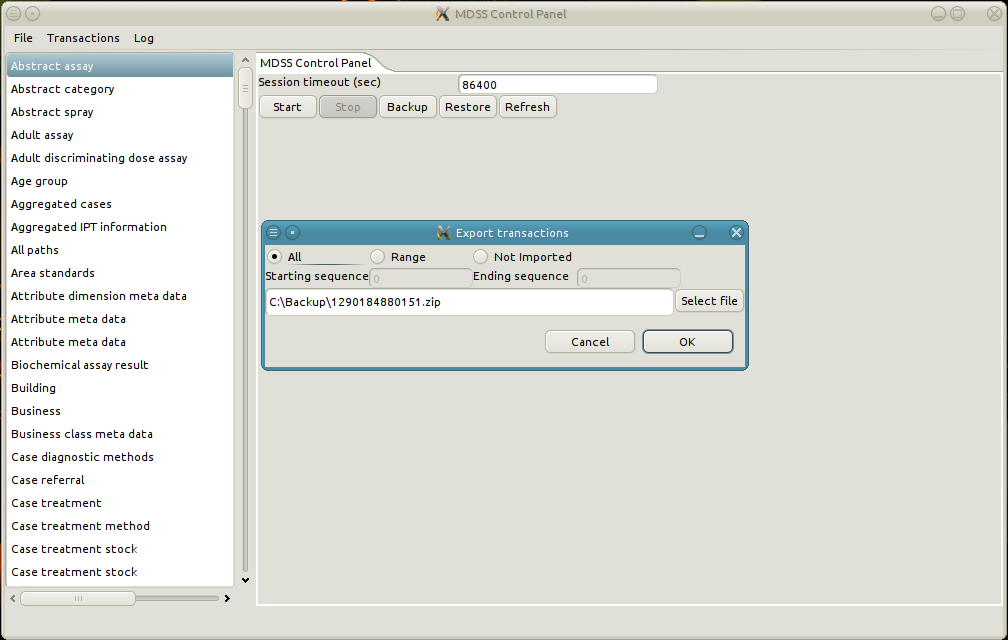 MDSS Control Panel
File Transactions Log
Abstract assay
Abstract category
Abstract spray
Adult assay
Adult discriminating dose assay
Age group
Aggregated cases
Aggregated IPT information
All paths
Area standards
Attribute dimension meta data
Attribute meta data
Attribute meta data
Biochemical assay result
Building
Business
Business class meta data
Case diagnostic methods
Case referral
Case treatment
Case treatment method
Case treatment stock
Case treatment stock
MDSS Control Panel
Session timeout (sec) 86400
Start Stop Backup Restore Refresh
Export transactions
All Range Not Imported
Starting sequence 0 Ending sequence 0
C:\Backup\1290184880151.zip Select file
Cancel OK